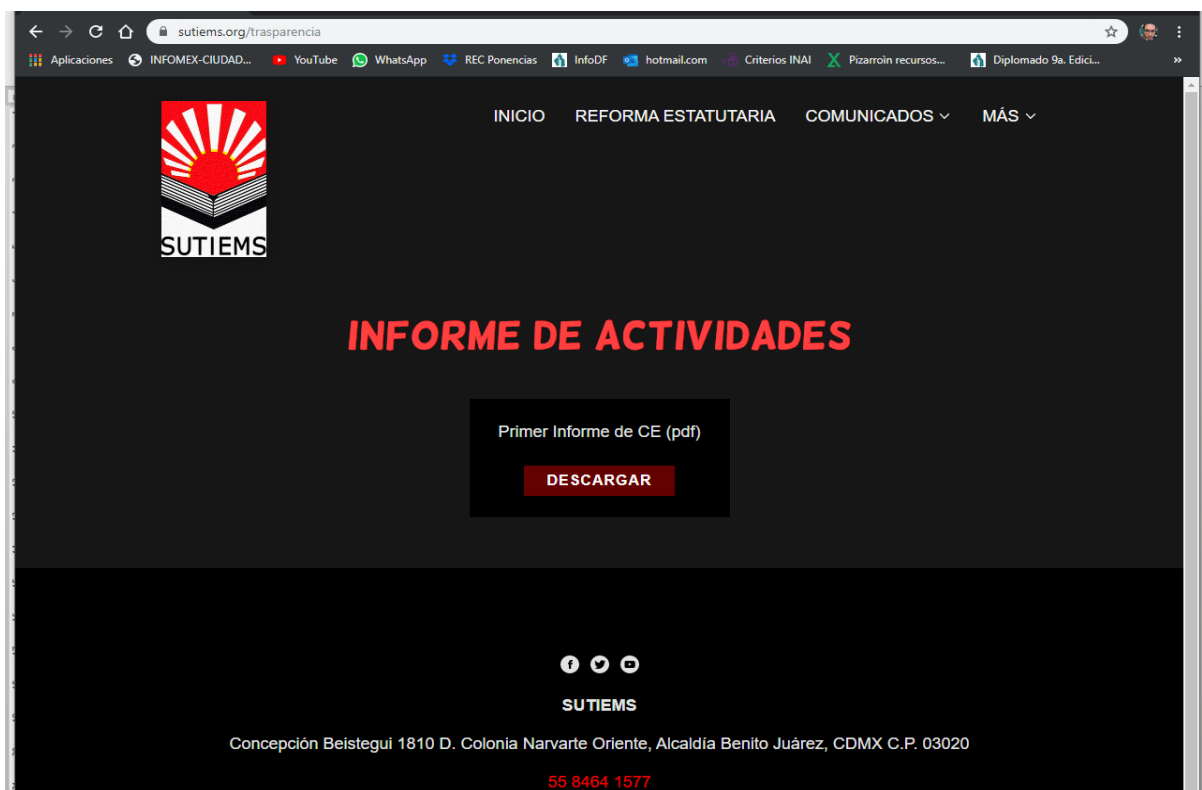 sutiems.org/trasparencia
Aplicaciones INFOMEX-CIUDAD... YouTube WhatsApp REC Ponencias InfoDF hotmail.com Criterios INAI Pizarroìn recursos... Diplomado 9a. Edici... »
INICIO REFORMA ESTATUTARIA COMUNICADOS MÁS
SUTIEMS
INFORME DE ACTIVIDADES
Primer Informe de CE (pdf)
DESCARGAR
SUTIEMS
Concepción Beistegui 1810 D. Colonia Narvarte Oriente, Alcaldía Benito Juárez, CDMX C.P. 03020
55 8464 1577